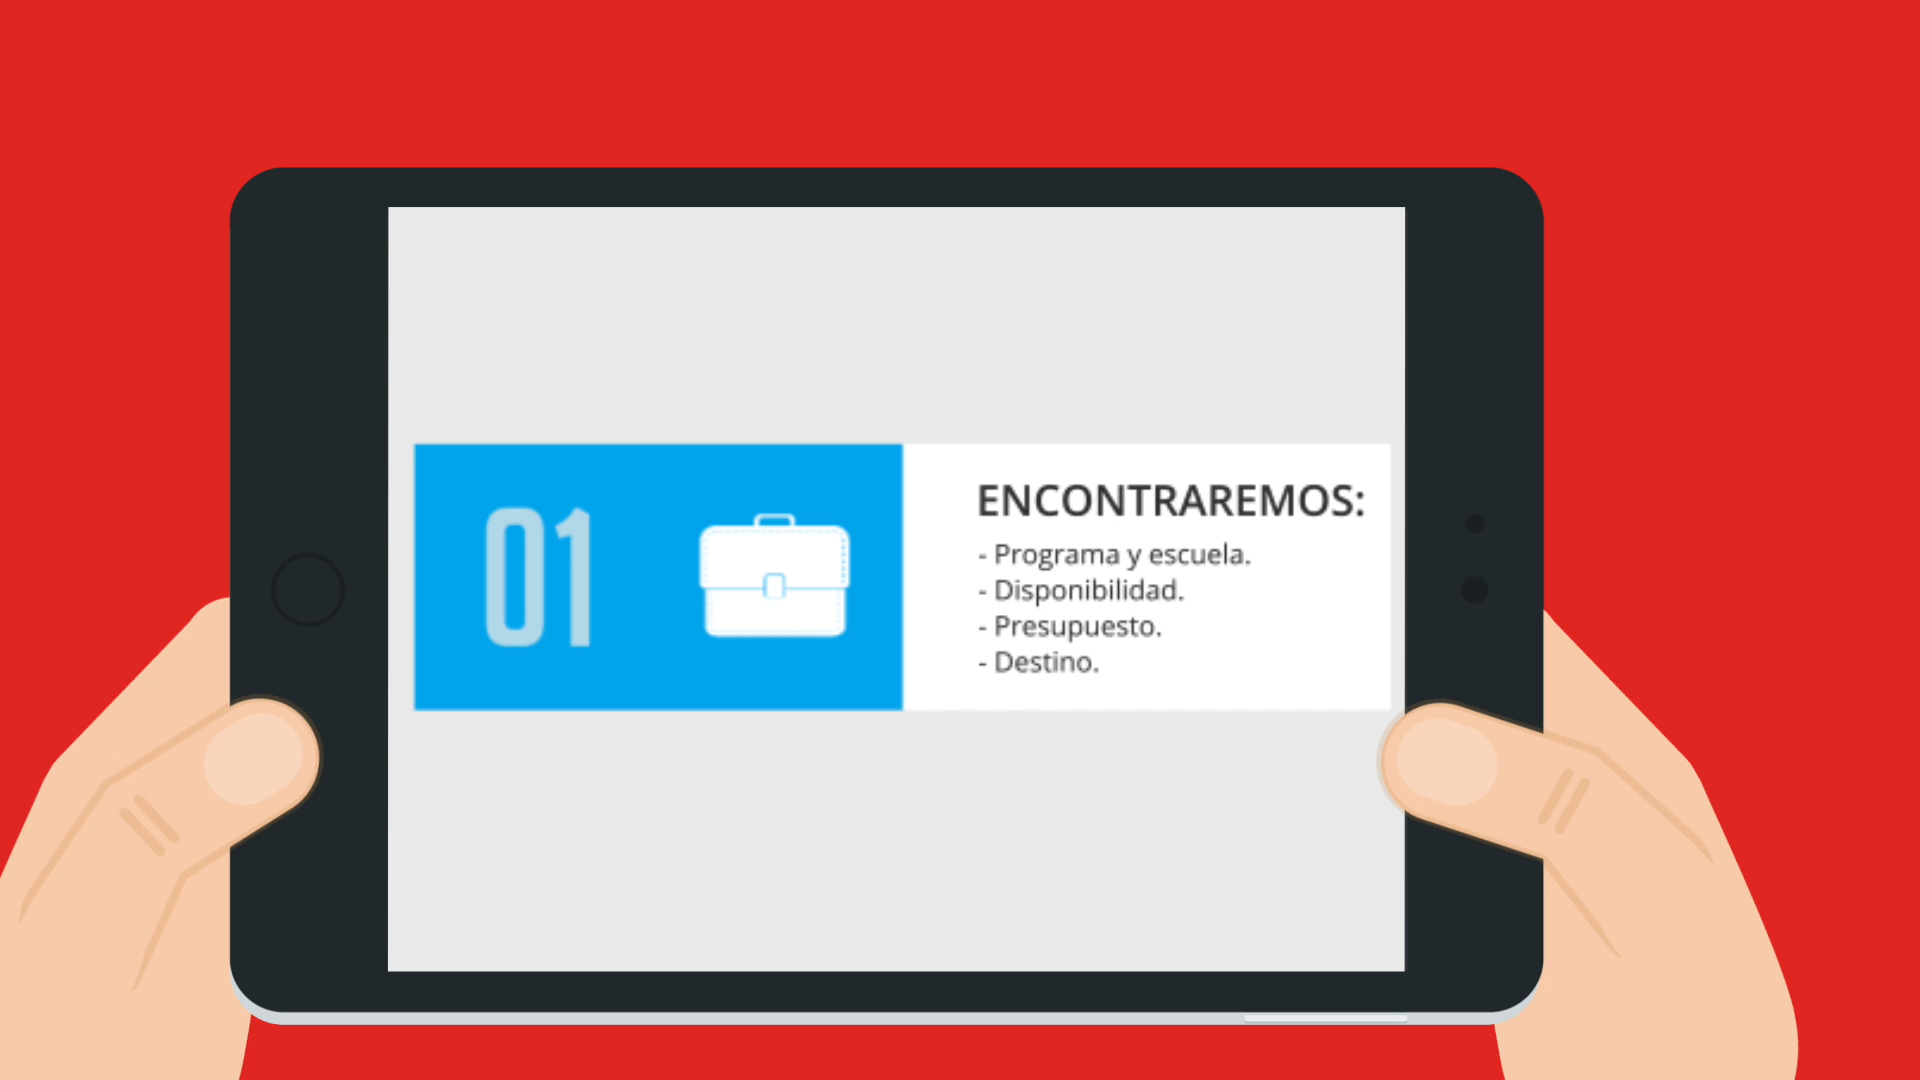 01
ENCONTRAREMOS:
- Programa y escuela.
- Disponibilidad.
- Presupuesto.
- Destino.